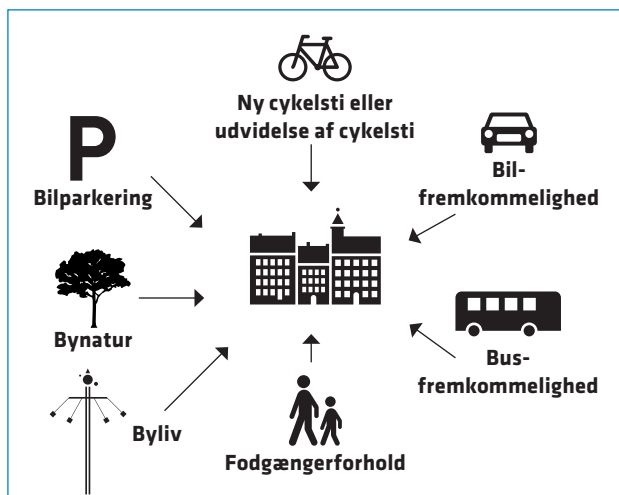 Ny cykelsti eller
udvidelse af cykelsti
P
Bilparkering
Bil-
fremkommelighed
Bynatur
Bus-
fremkommelighed
Byliv
Fodgængerforhold